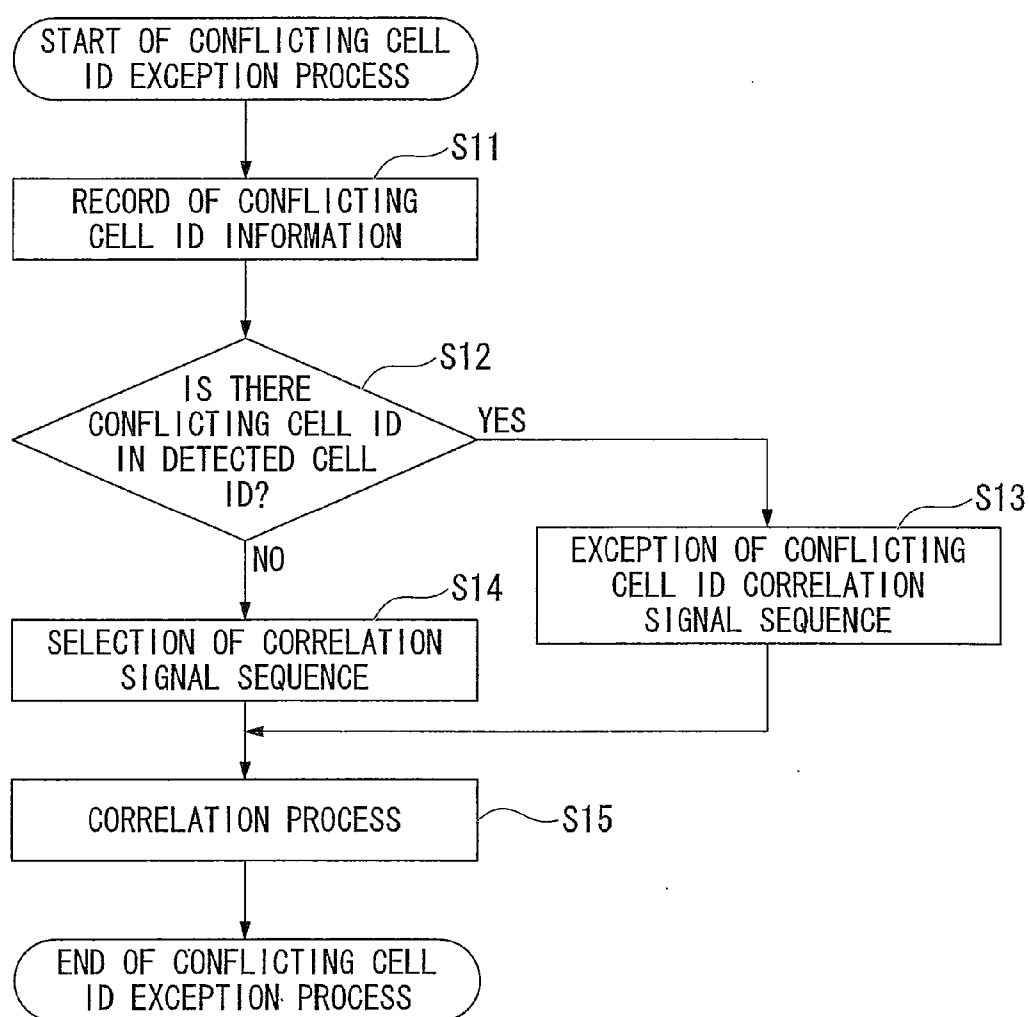 START OF CONFLICTING CELL
ID EXCEPTION PROCESS
S11
RECORD OF CONFLICTING
CELL ID INFORMATION
S12
IS THERE
CONFLICTING CELL ID
IN DETECTED CELL
ID?
YES
NO
S13
EXCEPTION OF CONFLICTING
CELL ID CORRELATION
SIGNAL SEQUENCE
S14
SELECTION OF CORRELATION
SIGNAL SEQUENCE
CORRELATION PROCESS
S15
END OF CONFLICTING CELL
ID EXCEPTION PROCESS